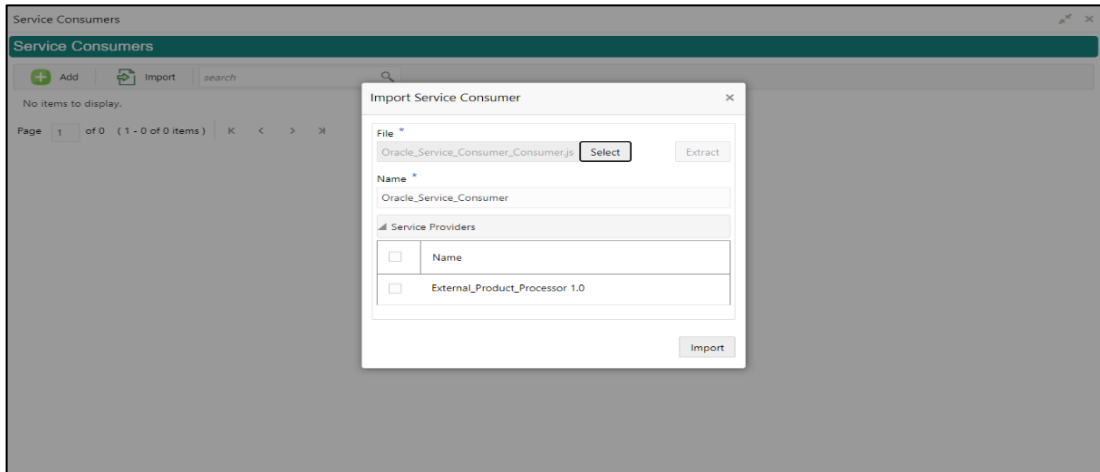 Service Consumers
Service Consumers
Add Import search
No items to display.
Page 1 of 0 (1 - 0 of 0 items)
Import Service Consumer
File *
Oracle_Service_Consumer_Consumer.js Select Extract
Name *
Oracle_Service_Consumer
Service Providers
Name
External_Product_Processor 1.0
Import